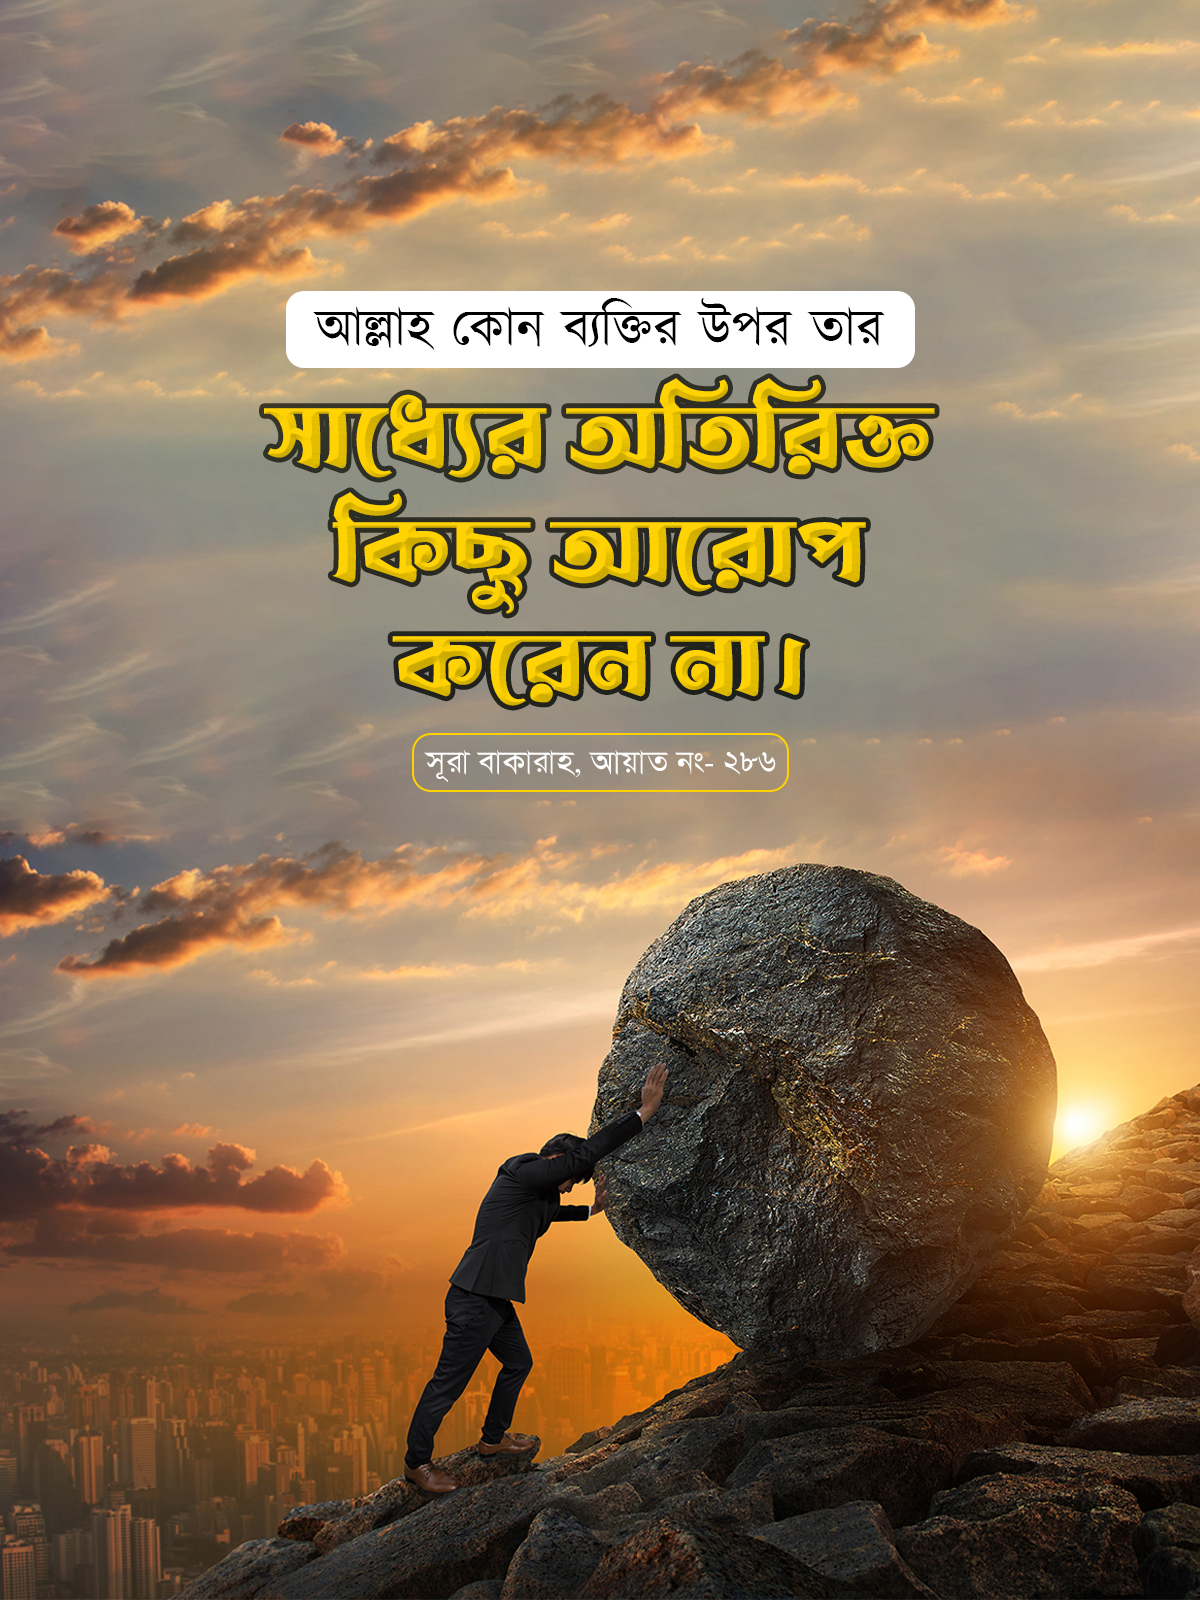 আল্লাহ কোন ব্যক্তির উপর তার
সাধ্যের অতিরিক্ত
কিছু আরোপ
করেন না।
সূরা বাকারাহ, আয়াত নং- ২৮৬